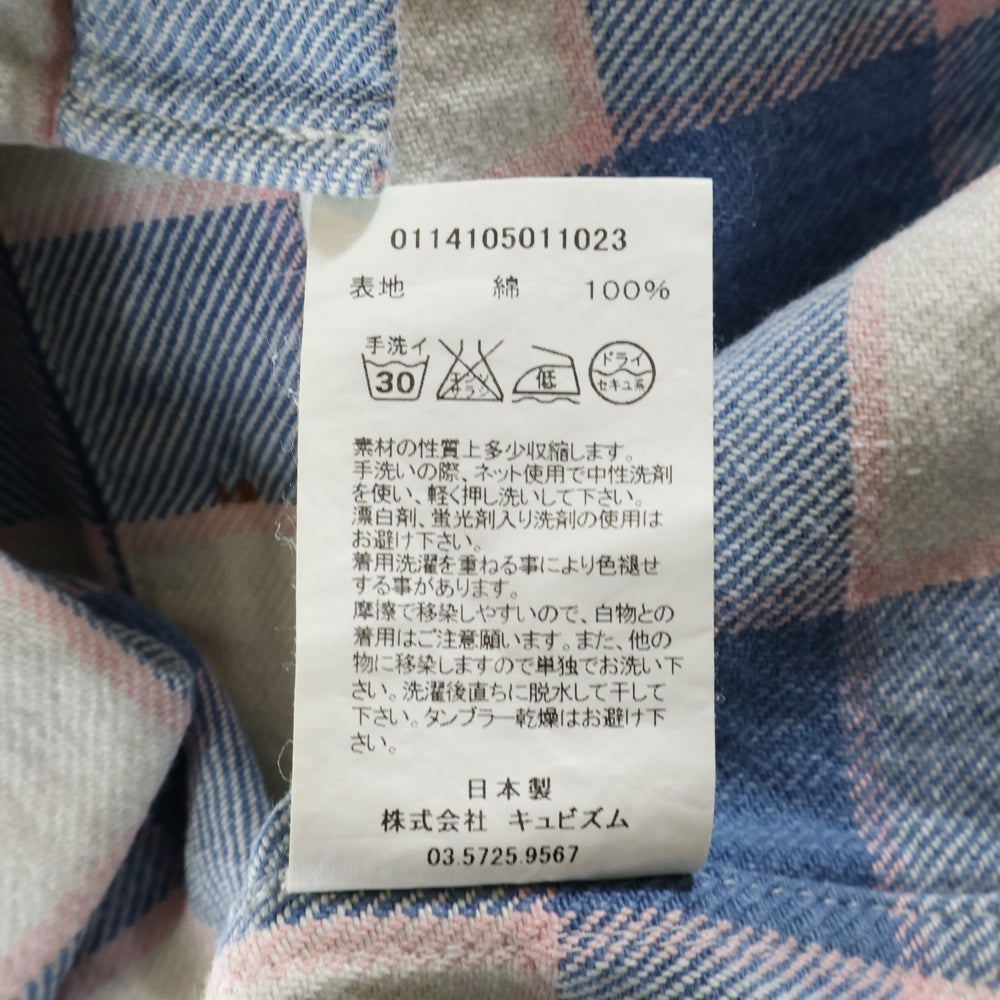 0114105011023
表地 綿 100%
手洗イ
30 エンソサラシ 低 ドライ セキユ系
素材の性質上多少収縮します。
手洗いの際、ネット使用で中性洗剤
を使い、軽く押し洗いして下さい。
漂白剤、蛍光剤入り洗剤の使用は
お避け下さい。
着用洗濯を重ねる事により色褪せ
する事があります。
摩擦で移染しやすいので、白物との
着用はご注意願います。また、他の
物に移染しますので単独でお洗い下
さい。洗濯後直ちに脱水して干して
下さい。タンブラー乾燥はお避け下
さい。
日本製
株式会社 キュビズム
03.5725.9567